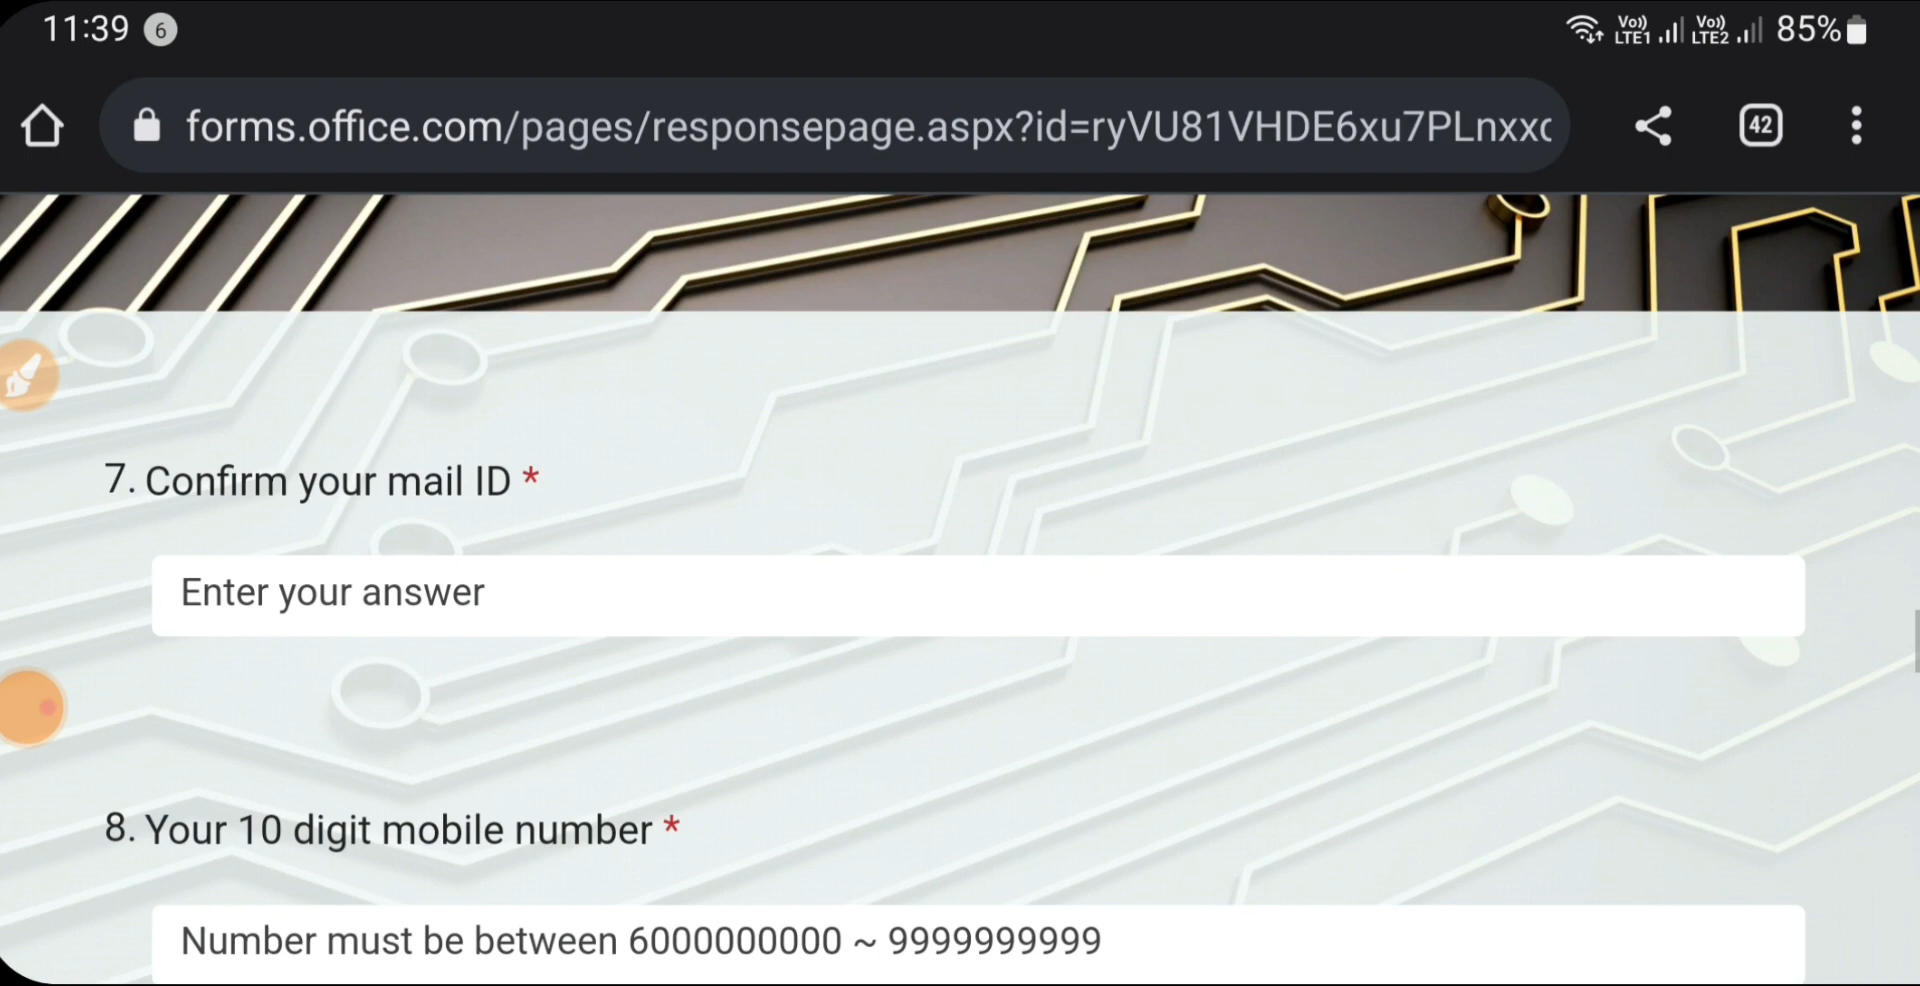 11:39 6
Vo)) LTE1 Vo)) LTE2 85%
forms.office.com/pages/responsepage.aspx?id=ryVU81VHDE6xu7PLnxxc
42
7. Confirm your mail ID *
Enter your answer
8. Your 10 digit mobile number *
Number must be between 6000000000 ~ 9999999999